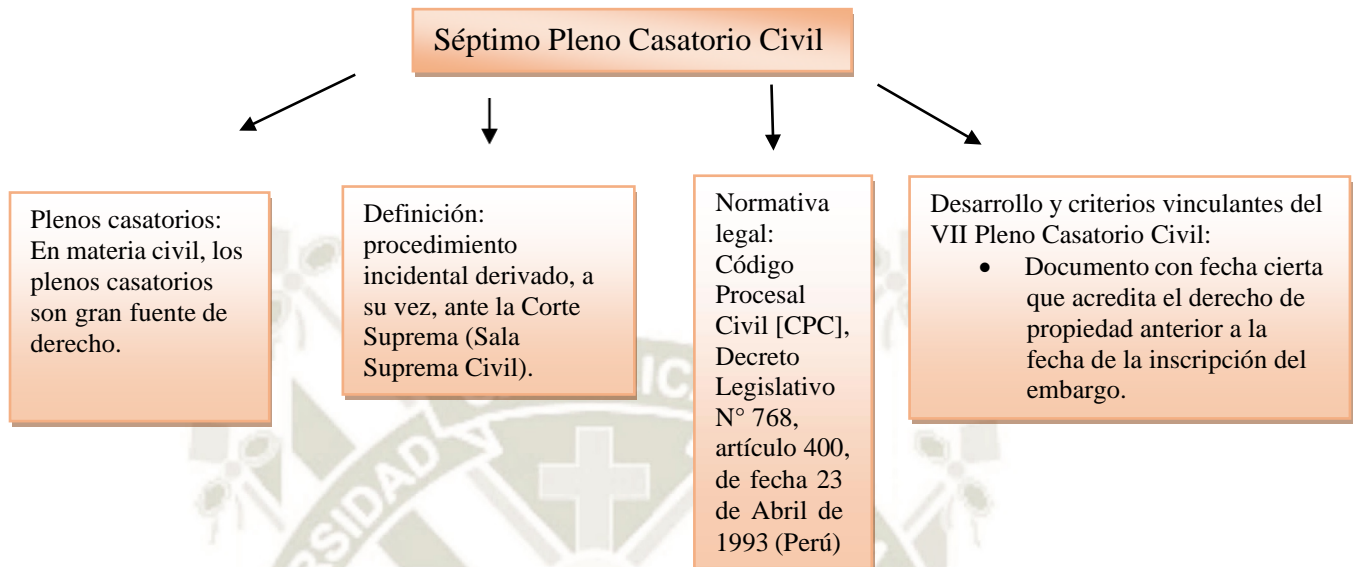 Séptimo Pleno Casatorio Civil
Plenos casatorios:
En materia civil, los
plenos casatorios
son gran fuente de
derecho.
Definición:
procedimiento
incidental derivado, a
su vez, ante la Corte
Suprema (Sala
Suprema Civil).
Normativa
legal:
Código
Procesal
Civil [CPC],
Decreto
Legislativo
N° 768,
artículo 400,
de fecha 23
de Abril de
1993 (Perú)
Desarrollo y criterios vinculantes del
VII Pleno Casatorio Civil:
• Documento con fecha cierta
que acredita el derecho de
propiedad anterior a la
fecha de la inscripción del
embargo.